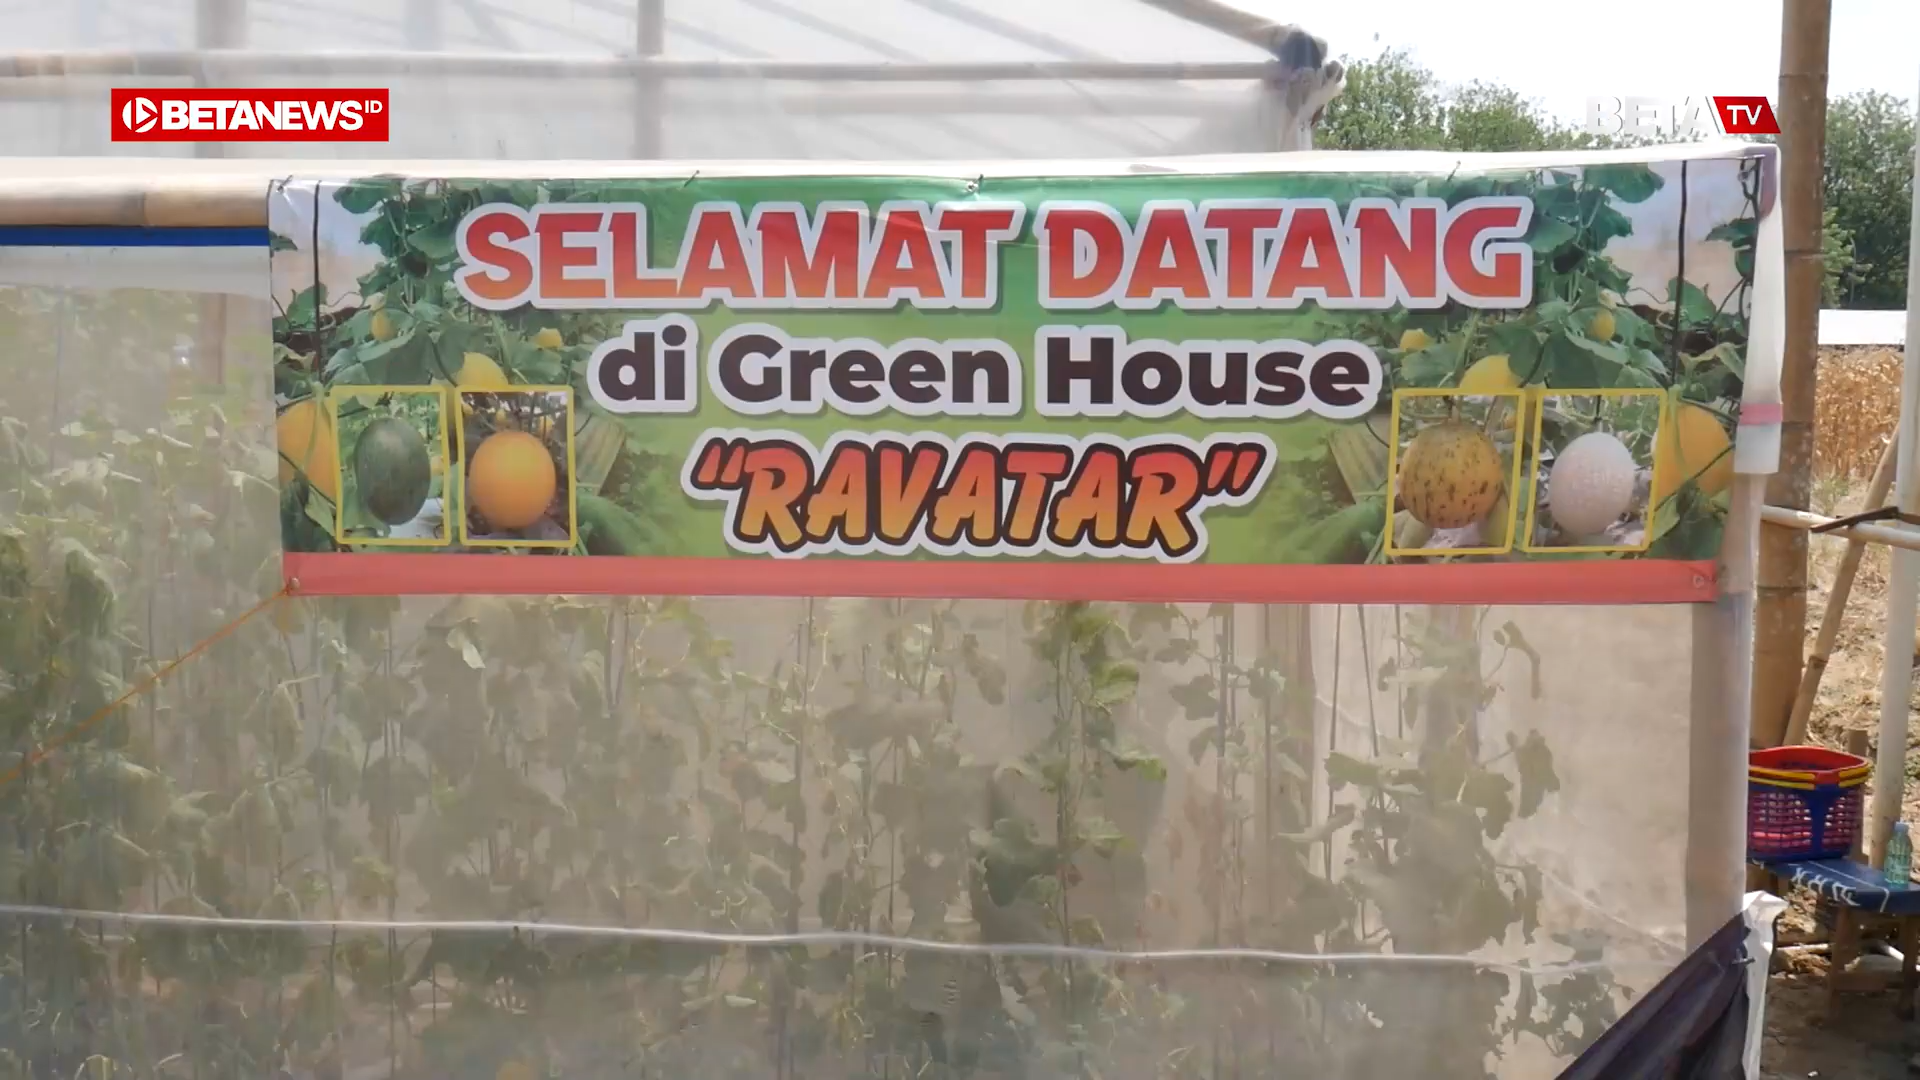 BETANEWS ID
BETA TV
SELAMAT DATANG
di Green House
"RAVATAR"